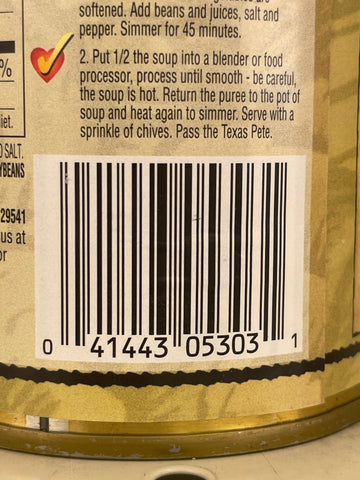 softened. Add beans and juices, salt and
pepper. Simmer for 45 minutes.
2. Put 1/2 the soup into a blender or food
processor, process until smooth - be careful,
the soup is hot. Return the puree to the pot of
soup and heat again to simmer. Serve with a
sprinkle of chives. Pass the Texas Pete.
%
iet.
SALT.
YBEANS
29541
us at
or
0 41443 05303 1